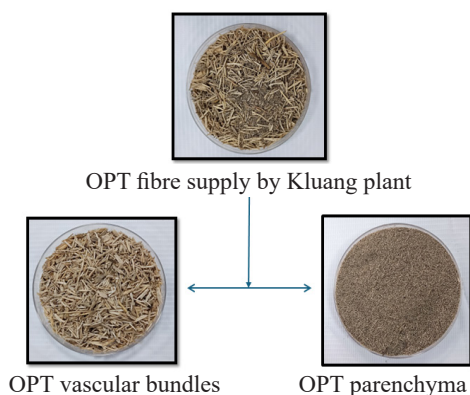 OPT fibre supply by Kluang plant
OPT vascular bundles
OPT parenchyma